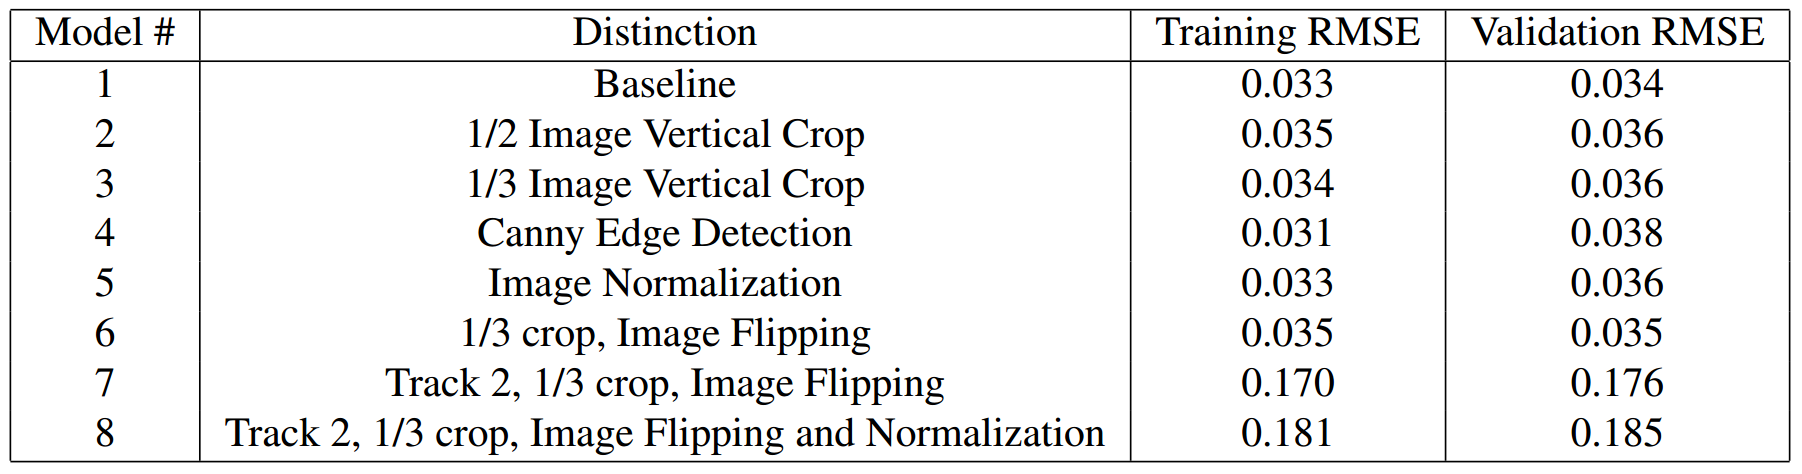 Model # Distinction Training RMSE Validation RMSE
1 Baseline 0.033 0.034
2 1/2 Image Vertical Crop 0.035 0.036
3 1/3 Image Vertical Crop 0.034 0.036
4 Canny Edge Detection 0.031 0.038
5 Image Normalization 0.033 0.036
6 1/3 crop, Image Flipping 0.035 0.035
7 Track 2, 1/3 crop, Image Flipping 0.170 0.176
8 Track 2, 1/3 crop, Image Flipping and Normalization 0.181 0.185